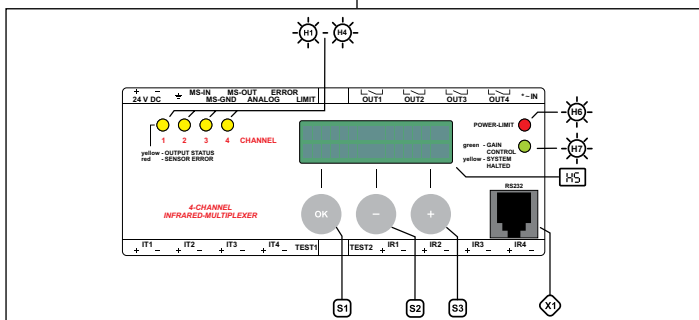 H1 - H4
+ - MS-IN MS-OUT ERROR
24 V DC MS-GND ANALOG LIMIT
OUT1 OUT2 OUT3 OUT4 * ~ IN
1 2 3 4 CHANNEL
yellow - OUTPUT STATUS
red - SENSOR ERROR
POWER-LIMIT
green - GAIN
CONTROL
yellow - SYSTEM
HALTED
H6
H7
H5
RS232
4-CHANNEL
INFRARED-MULTIPLEXER
OK - +
IT1 IT2 IT3 IT4 TEST1 TEST2 IR1 IR2 IR3 IR4
+ - + - + - + - + - + - + - + -
S1 S2 S3 X1